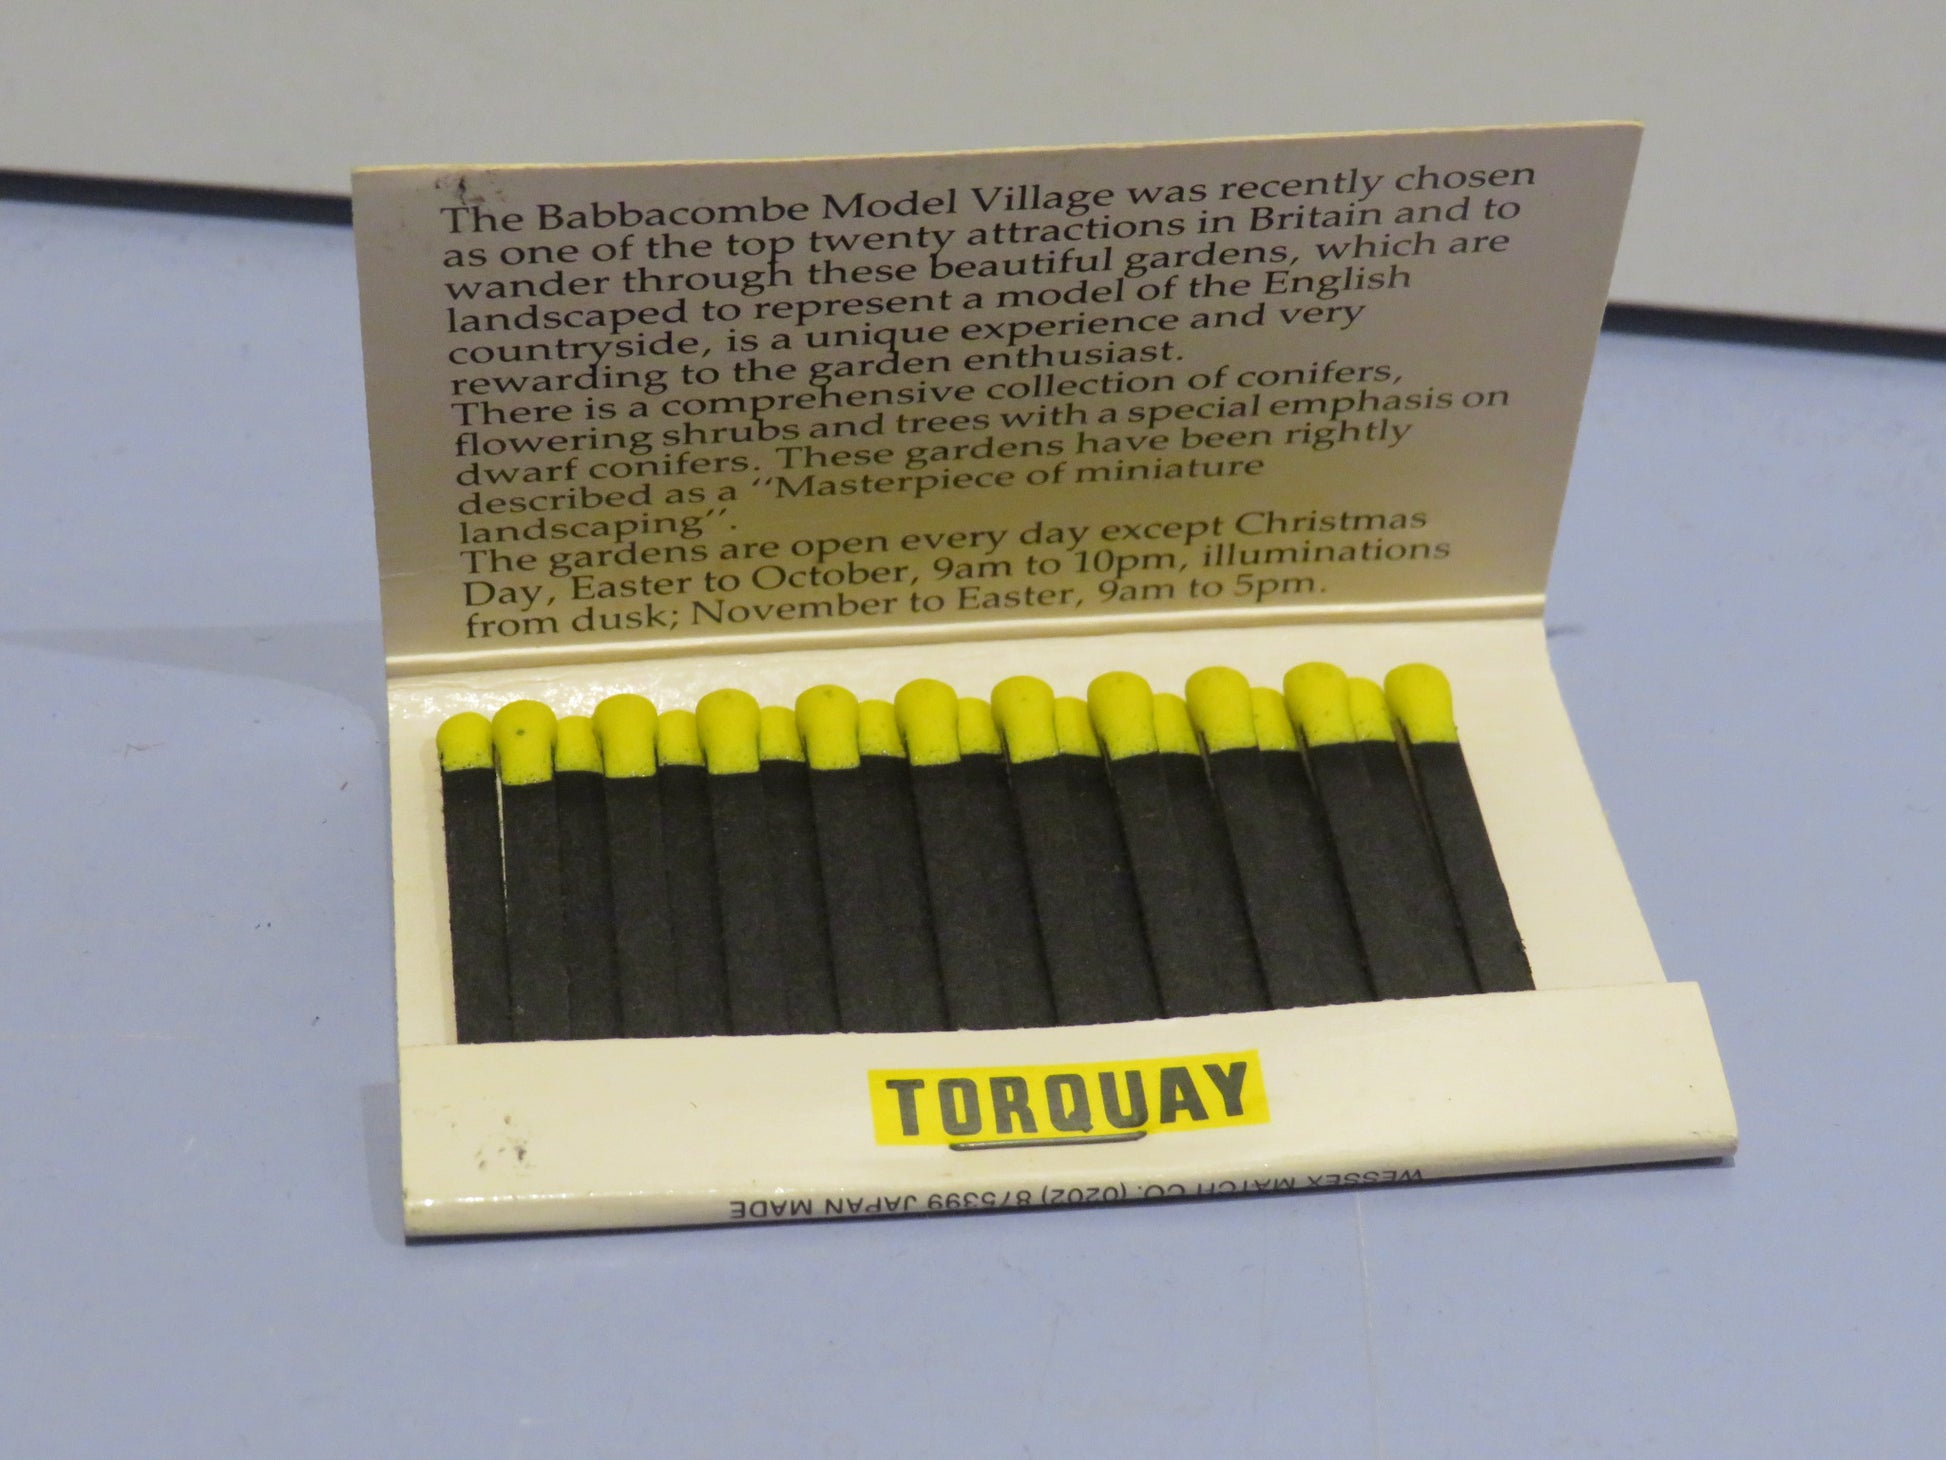 The Babbacombe Model Village was recently chosen
as one of the top twenty attractions in Britain and to
wander through these beautiful gardens, which are
landscaped to represent a model of the English
countryside, is a unique experience and very
rewarding to the garden enthusiast.
There is a comprehensive collection of conifers,
flowering shrubs and trees with a special emphasis on
dwarf conifers. These gardens have been rightly
described as a "Masterpiece of miniature
landscaping".
The gardens are open every day except Christmas
Day, Easter to October, 9am to 10pm, illuminations
from dusk; November to Easter, 9am to 5pm.
TORQUAY
WESSEX MATCH CO. (0202) 875399 JAPAN MADE